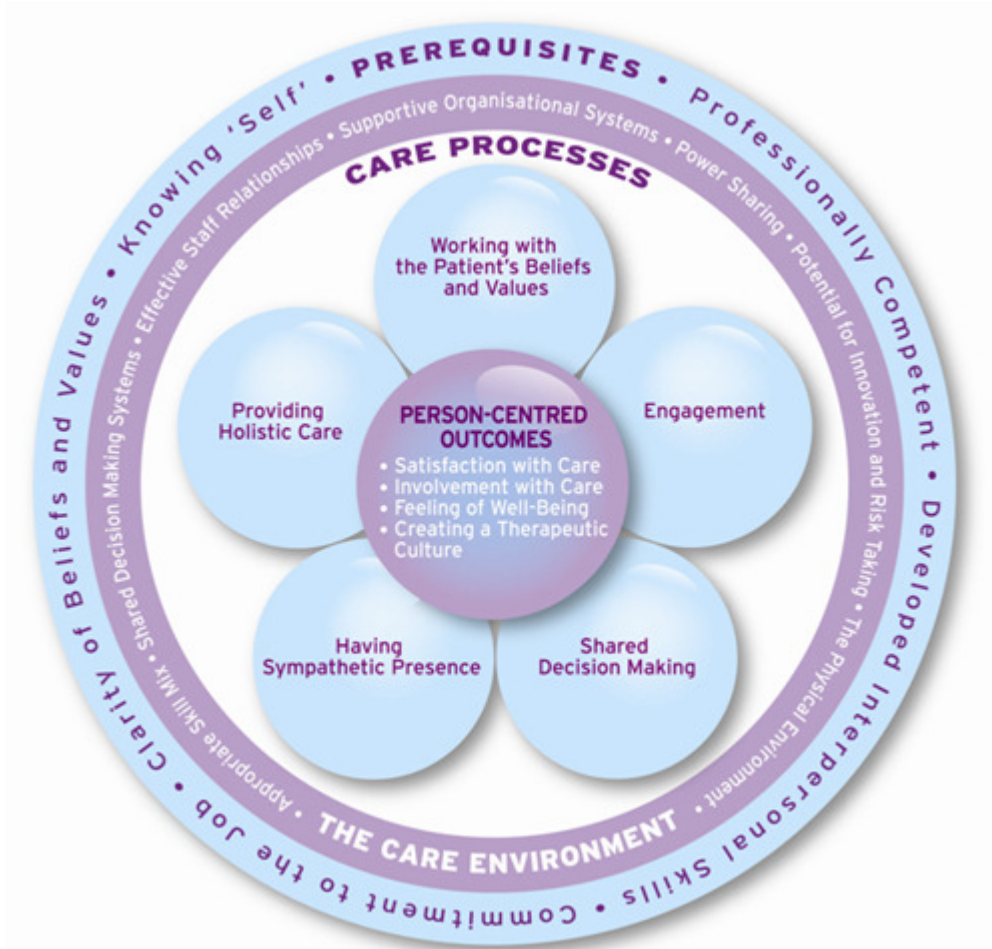 PREREQUISITES • Professionally Competent • Developed Interpersonal Skills • Commitment to the Job • Clarity of Beliefs and Values • Knowing 'Self' •
THE CARE ENVIRONMENT • Appropriate Skill Mix • Shared Decision Making Systems • Effective Staff Relationships • Supportive Organisational Systems • Power Sharing • Potential for Innovation and Risk Taking • The Physical Environment •
CARE PROCESSES
Working with
the Patient's Beliefs
and Values
Providing
Holistic Care
Engagement
PERSON-CENTRED
OUTCOMES
• Satisfaction with Care
• Involvement with Care
• Feeling of Well-Being
• Creating a Therapeutic
Culture
Having
Sympathetic Presence
Shared
Decision Making